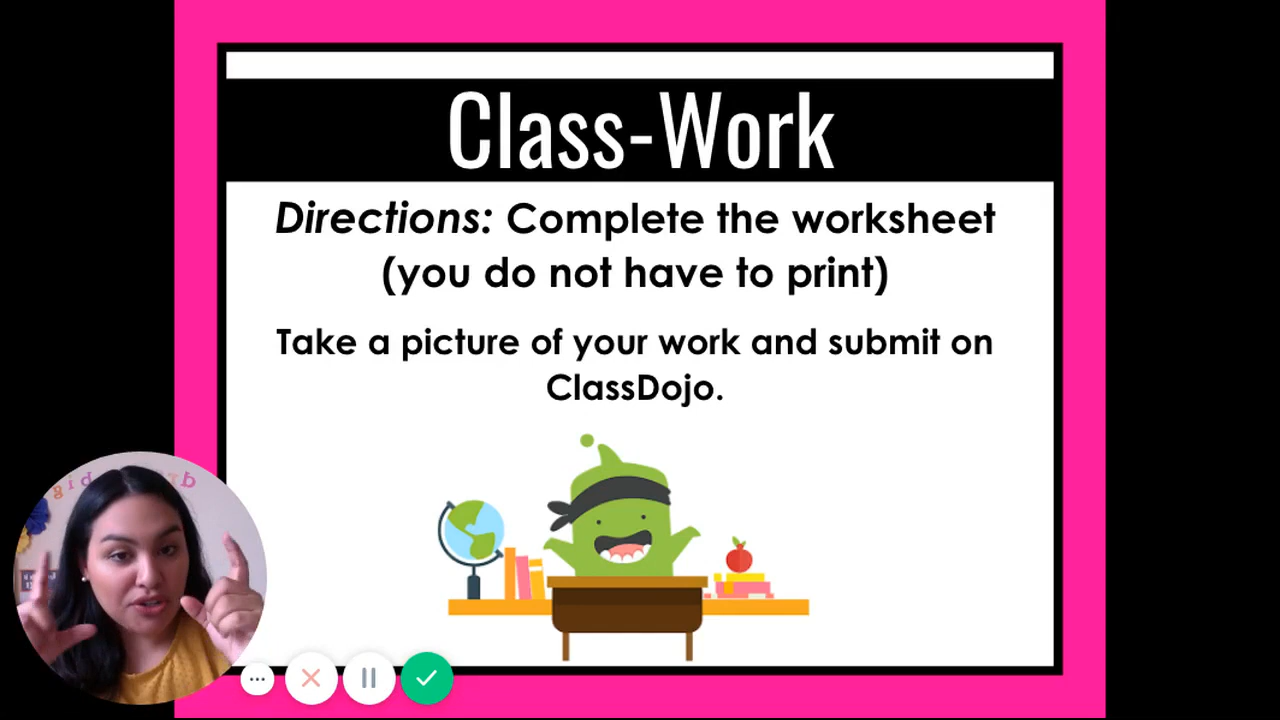 Class-Work
Directions: Complete the worksheet
(you do not have to print)
Take a picture of your work and submit on
ClassDojo.